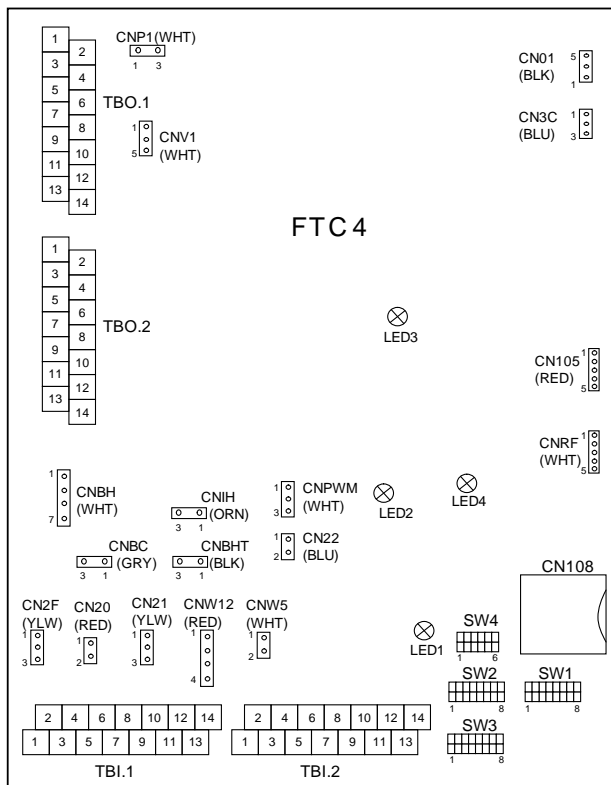 CNP1(WHT)
1 3
1
2
3
4
5
6
7
8
9
10
11
12
13
14
TBO.1
1
5
CNV1
(WHT)
CN01
(BLK)
5
1
CN3C
(BLU)
1
3
FTC4
1
2
3
4
5
6
7
8
9
10
11
12
13
14
TBO.2
LED3
CN105
(RED)
1
5
CNRF
(WHT)
1
5
1
7
CNBH
(WHT)
CNIH
(ORN)
3 1
1
3
CNPWM
(WHT)
LED2
LED4
CNBC
(GRY)
3 1
CNBHT
(BLK)
3 1
1
2
CN22
(BLU)
CN108
CN2F
(YLW)
1
3
CN20
(RED)
1
2
CN21
(YLW)
1
3
CNW12
(RED)
1
4
CNW5
(WHT)
1
2
LED1
SW4
1 6
SW2
1 8
SW1
1 8
SW3
1 8
2 4 6 8 10 12 14
1 3 5 7 9 11 13
TBI.1
2 4 6 8 10 12 14
1 3 5 7 9 11 13
TBI.2